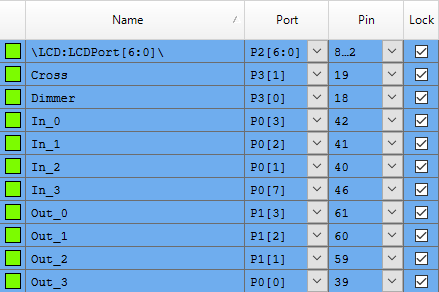 Name / Port Pin Lock
\LCD:LCDPort[6:0]\ P2[6:0] 8…2
Cross P3[1] 19
Dimmer P3[0] 18
In_0 P0[3] 42
In_1 P0[2] 41
In_2 P0[1] 40
In_3 P0[7] 46
Out_0 P1[3] 61
Out_1 P1[2] 60
Out_2 P1[1] 59
Out_3 P0[0] 39